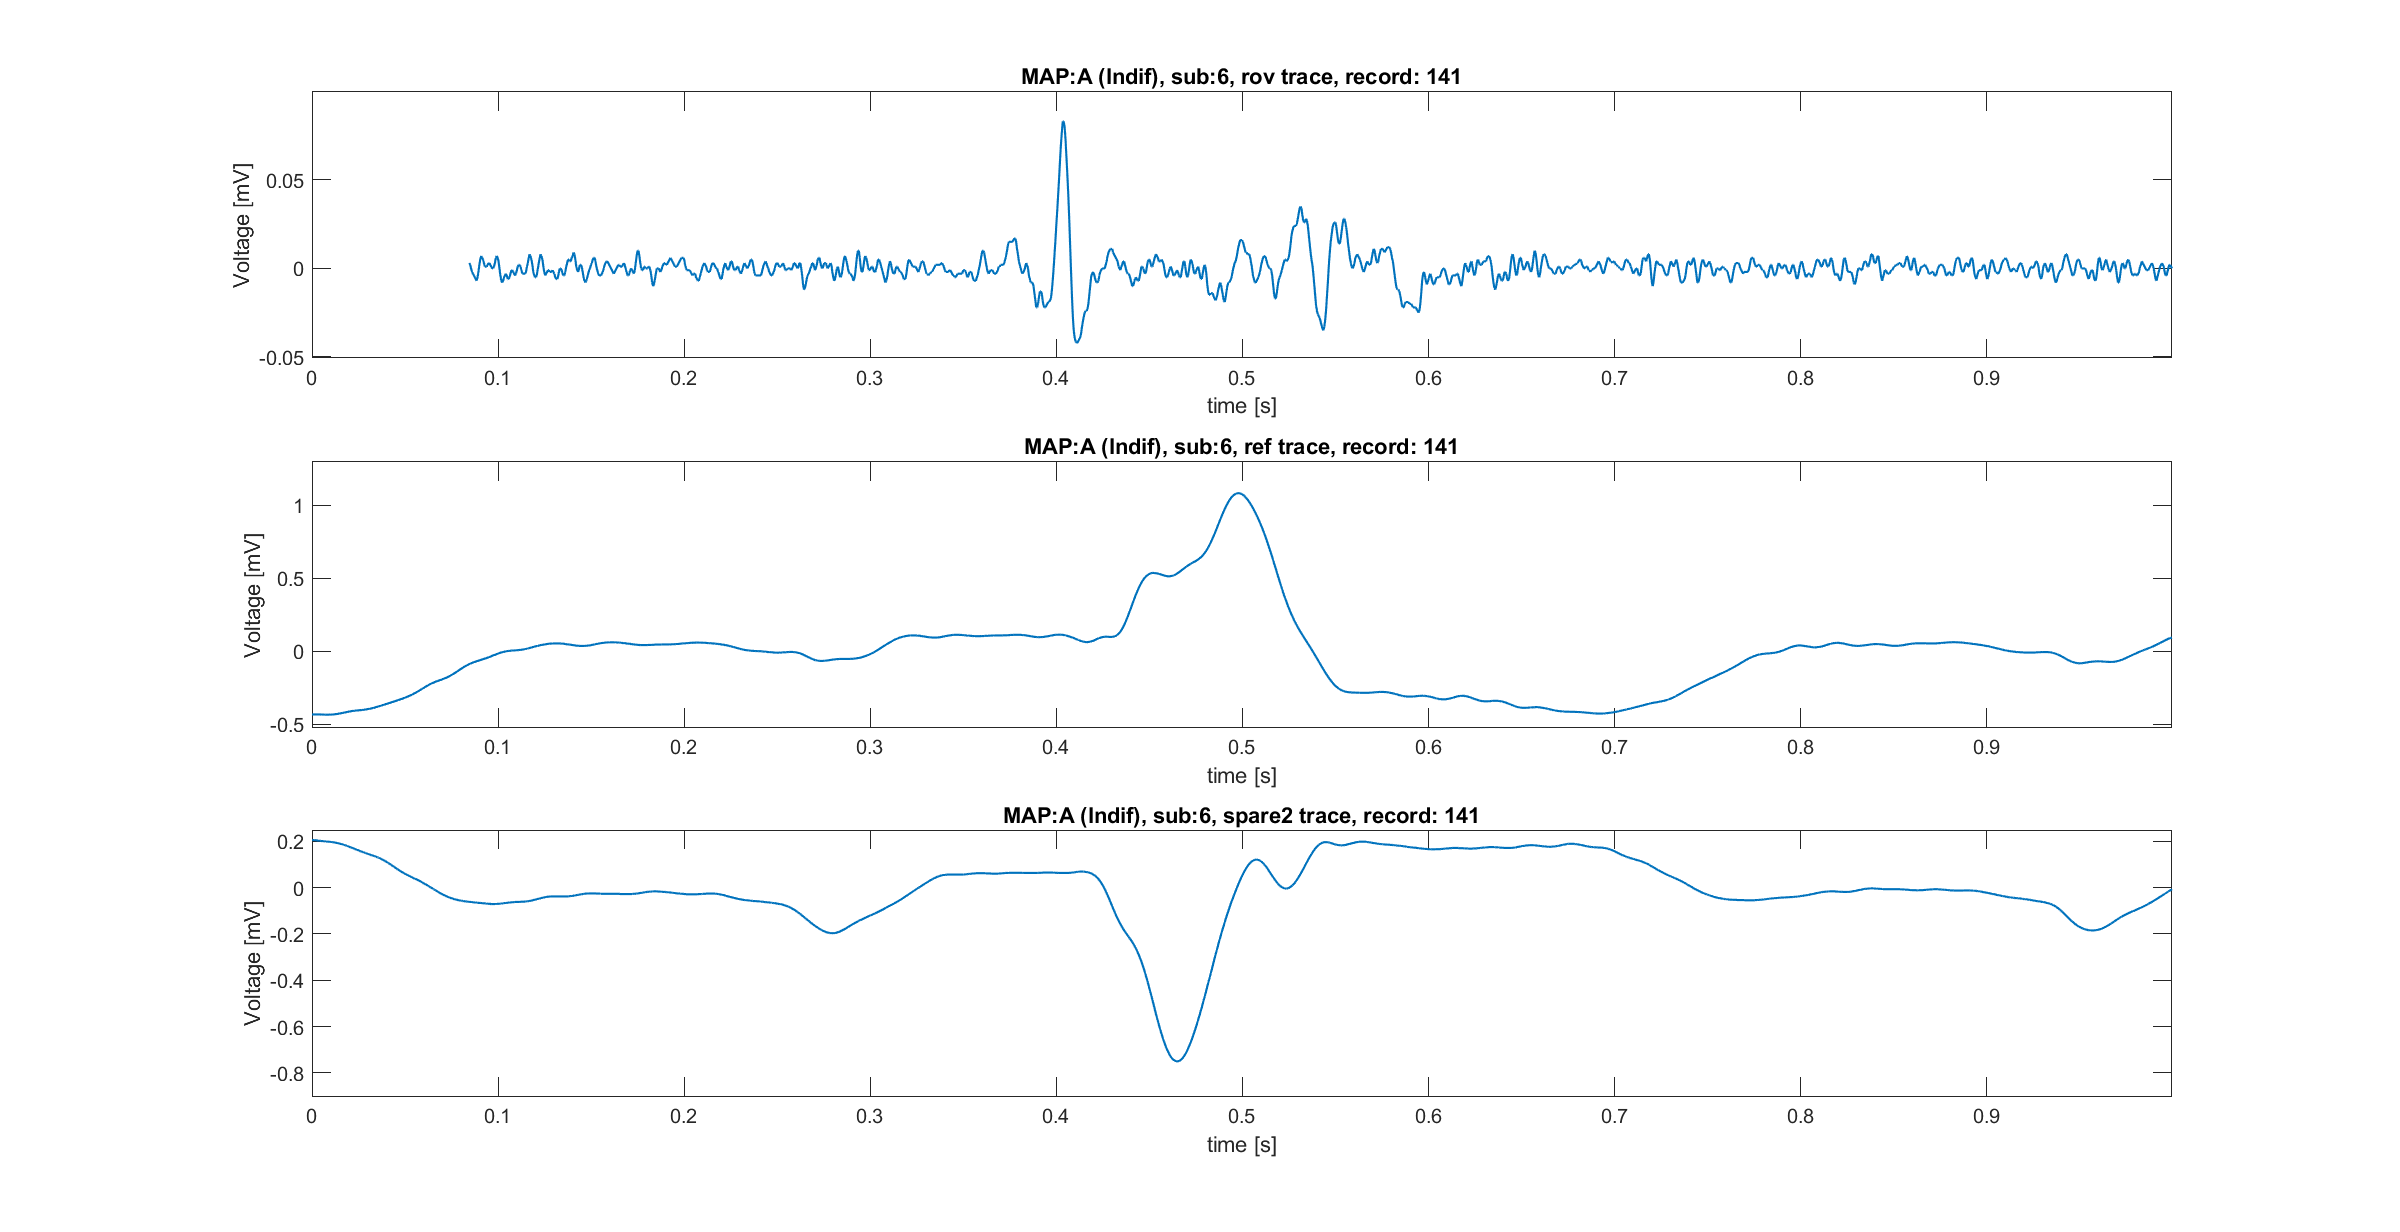 MAP:A (Indif), sub:6, rov trace, record: 141
Voltage [mV]
0.05
0
-0.05
0 0.1 0.2 0.3 0.4 0.5 0.6 0.7 0.8 0.9
time [s]
MAP:A (Indif), sub:6, ref trace, record: 141
Voltage [mV]
1
0.5
0
-0.5
0 0.1 0.2 0.3 0.4 0.5 0.6 0.7 0.8 0.9
time [s]
MAP:A (Indif), sub:6, spare2 trace, record: 141
Voltage [mV]
0.2
0
-0.2
-0.4
-0.6
-0.8
0 0.1 0.2 0.3 0.4 0.5 0.6 0.7 0.8 0.9
time [s]